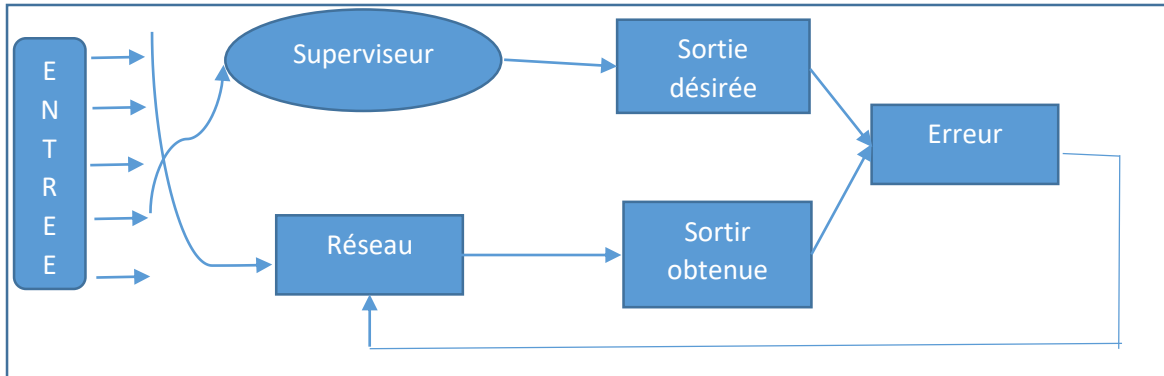 E
N
T
R
E
E
Superviseur
Sortie
désirée
Erreur
Réseau
Sortir
obtenue